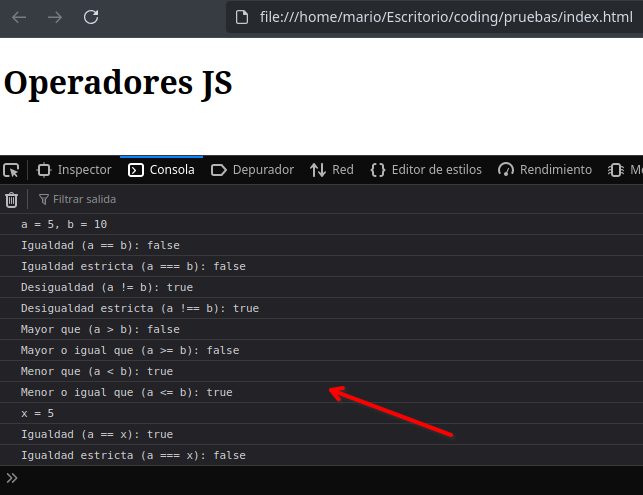 file:///home/mario/Escritorio/coding/pruebas/index.html
Operadores JS
Inspector Consola Depurador Red Editor de estilos Rendimiento
Filtrar salida
a = 5, b = 10
Igualdad (a == b): false
Igualdad estricta (a === b): false
Desigualdad (a != b): true
Desigualdad estricta (a !== b): true
Mayor que (a > b): false
Mayor o igual que (a >= b): false
Menor que (a < b): true
Menor o igual que (a <= b): true
x = 5
Igualdad (a == x): true
Igualdad estricta (a === x): false